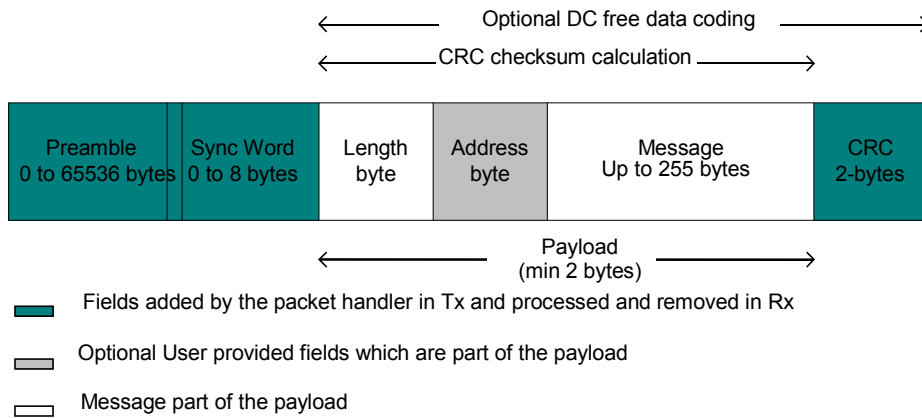 Optional DC free data coding
CRC checksum calculation
Preamble
0 to 65536 bytes
Sync Word
0 to 8 bytes
Length
byte
Address
byte
Message
Up to 255 bytes
CRC
2-bytes
Payload
(min 2 bytes)
Fields added by the packet handler in Tx and processed and removed in Rx
Optional User provided fields which are part of the payload
Message part of the payload